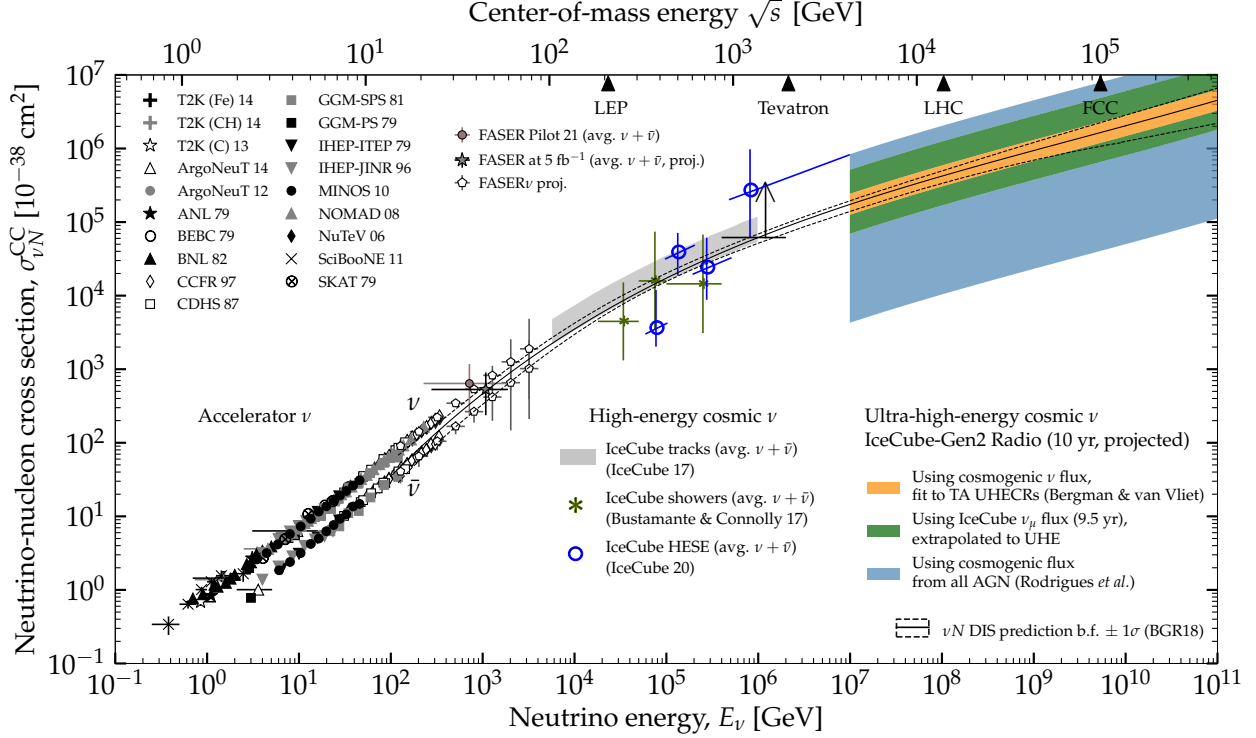 Center-of-mass energy √s [GeV]
10⁰ 10¹ 10² 10³ 10⁴ 10⁵
LEP Tevatron LHC FCC
Neutrino-nucleon cross section, σ_νN^CC [10⁻³⁸ cm²]
10⁷
10⁶
10⁵
10⁴
10³
10²
10¹
10⁰
10⁻¹
T2K (Fe) 14
T2K (CH) 14
T2K (C) 13
ArgoNeuT 14
ArgoNeuT 12
ANL 79
BEBC 79
BNL 82
CCFR 97
CDHS 87
GGM-SPS 81
GGM-PS 79
IHEP-ITEP 79
IHEP-JINR 96
MINOS 10
NOMAD 08
NuTeV 06
SciBooNE 11
SKAT 79
FASER Pilot 21 (avg. ν + ν̄)
FASER at 5 fb⁻¹ (avg. ν + ν̄, proj.)
FASERν proj.
Accelerator ν
ν
ν̄
High-energy cosmic ν
IceCube tracks (avg. ν + ν̄)
(IceCube 17)
IceCube showers (avg. ν + ν̄)
(Bustamante & Connolly 17)
IceCube HESE (avg. ν + ν̄)
(IceCube 20)
Ultra-high-energy cosmic ν
IceCube-Gen2 Radio (10 yr, projected)
Using cosmogenic ν flux,
fit to TA UHECRs (Bergman & van Vliet)
Using IceCube ν_μ flux (9.5 yr),
extrapolated to UHE
Using cosmogenic flux
from all AGN (Rodrigues et al.)
νN DIS prediction b.f. ± 1σ (BGR18)
10⁻¹ 10⁰ 10¹ 10² 10³ 10⁴ 10⁵ 10⁶ 10⁷ 10⁸ 10⁹ 10¹⁰ 10¹¹
Neutrino energy, E_ν [GeV]